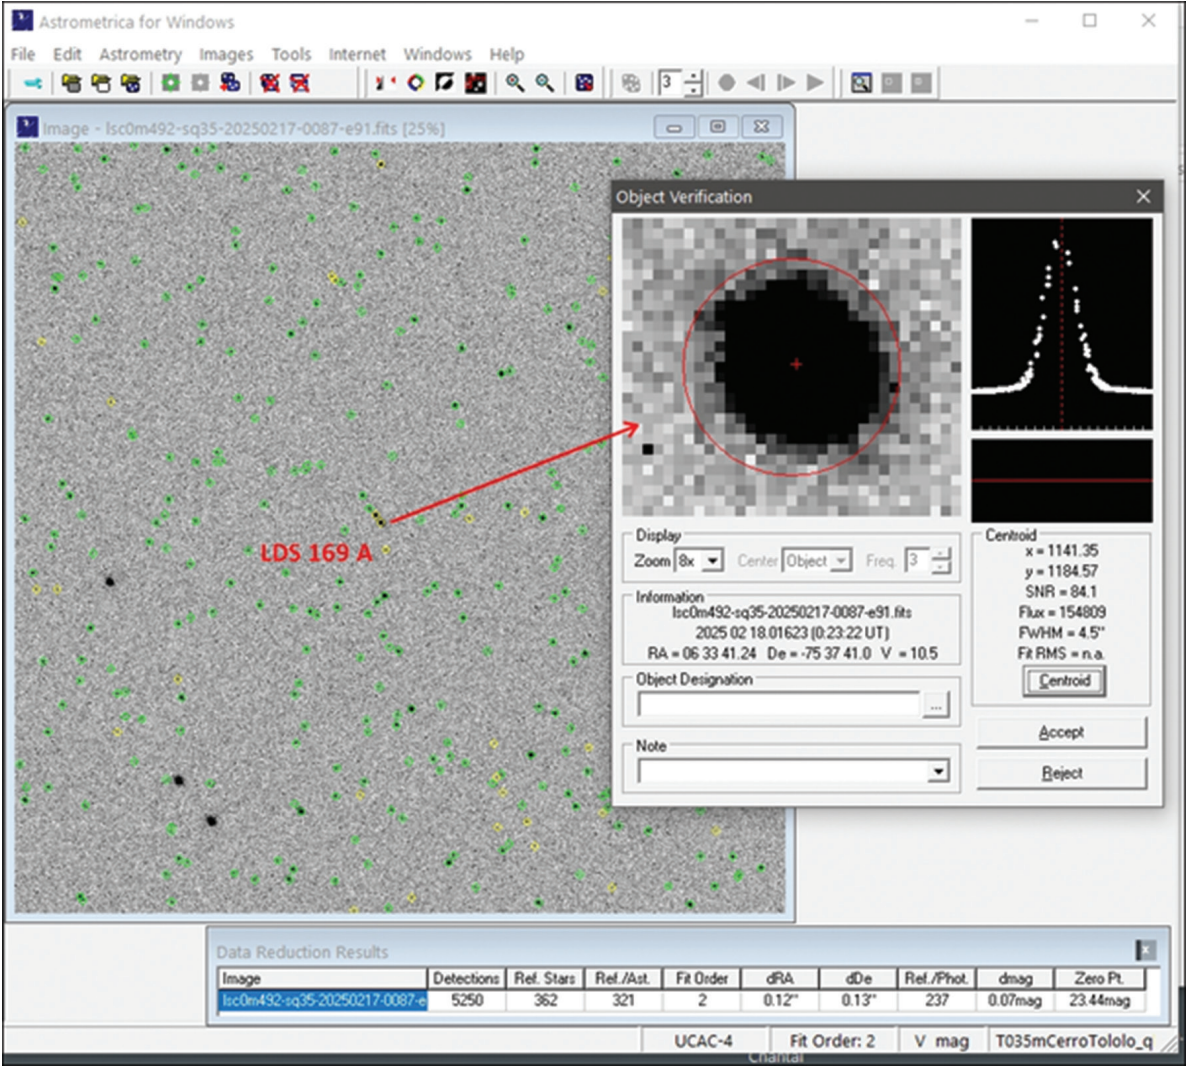 Astrometrica for Windows
File Edit Astrometry Images Tools Internet Windows Help
3
Image - lsc0m492-sq35-20250217-0087-e91.fits [25%]
LDS 169 A
Object Verification
Display
Zoom 8x Center Object Freq. 3
Information
lsc0m492-sq35-20250217-0087-e91.fits
2025 02 18.01623 (0:23:22 UT)
RA = 06 33 41.24 De = -75 37 41.0 V = 10.5
Object Designation
...
Note
Centroid
x = 1141.35
y = 1184.57
SNR = 84.1
Flux = 154809
FWHM = 4.5"
Fit RMS = n.a.
Centroid
Accept
Reject
Data Reduction Results
Image Detections Ref. Stars Ref./Ast. Fit Order dRA dDe Ref./Phot. dmag Zero Pt.
lsc0m492-sq35-20250217-0087-e 5250 362 321 2 0.12" 0.13" 237 0.07mag 23.44mag
UCAC-4 Fit Order: 2 V mag T035mCerroTololo_q
Chantal